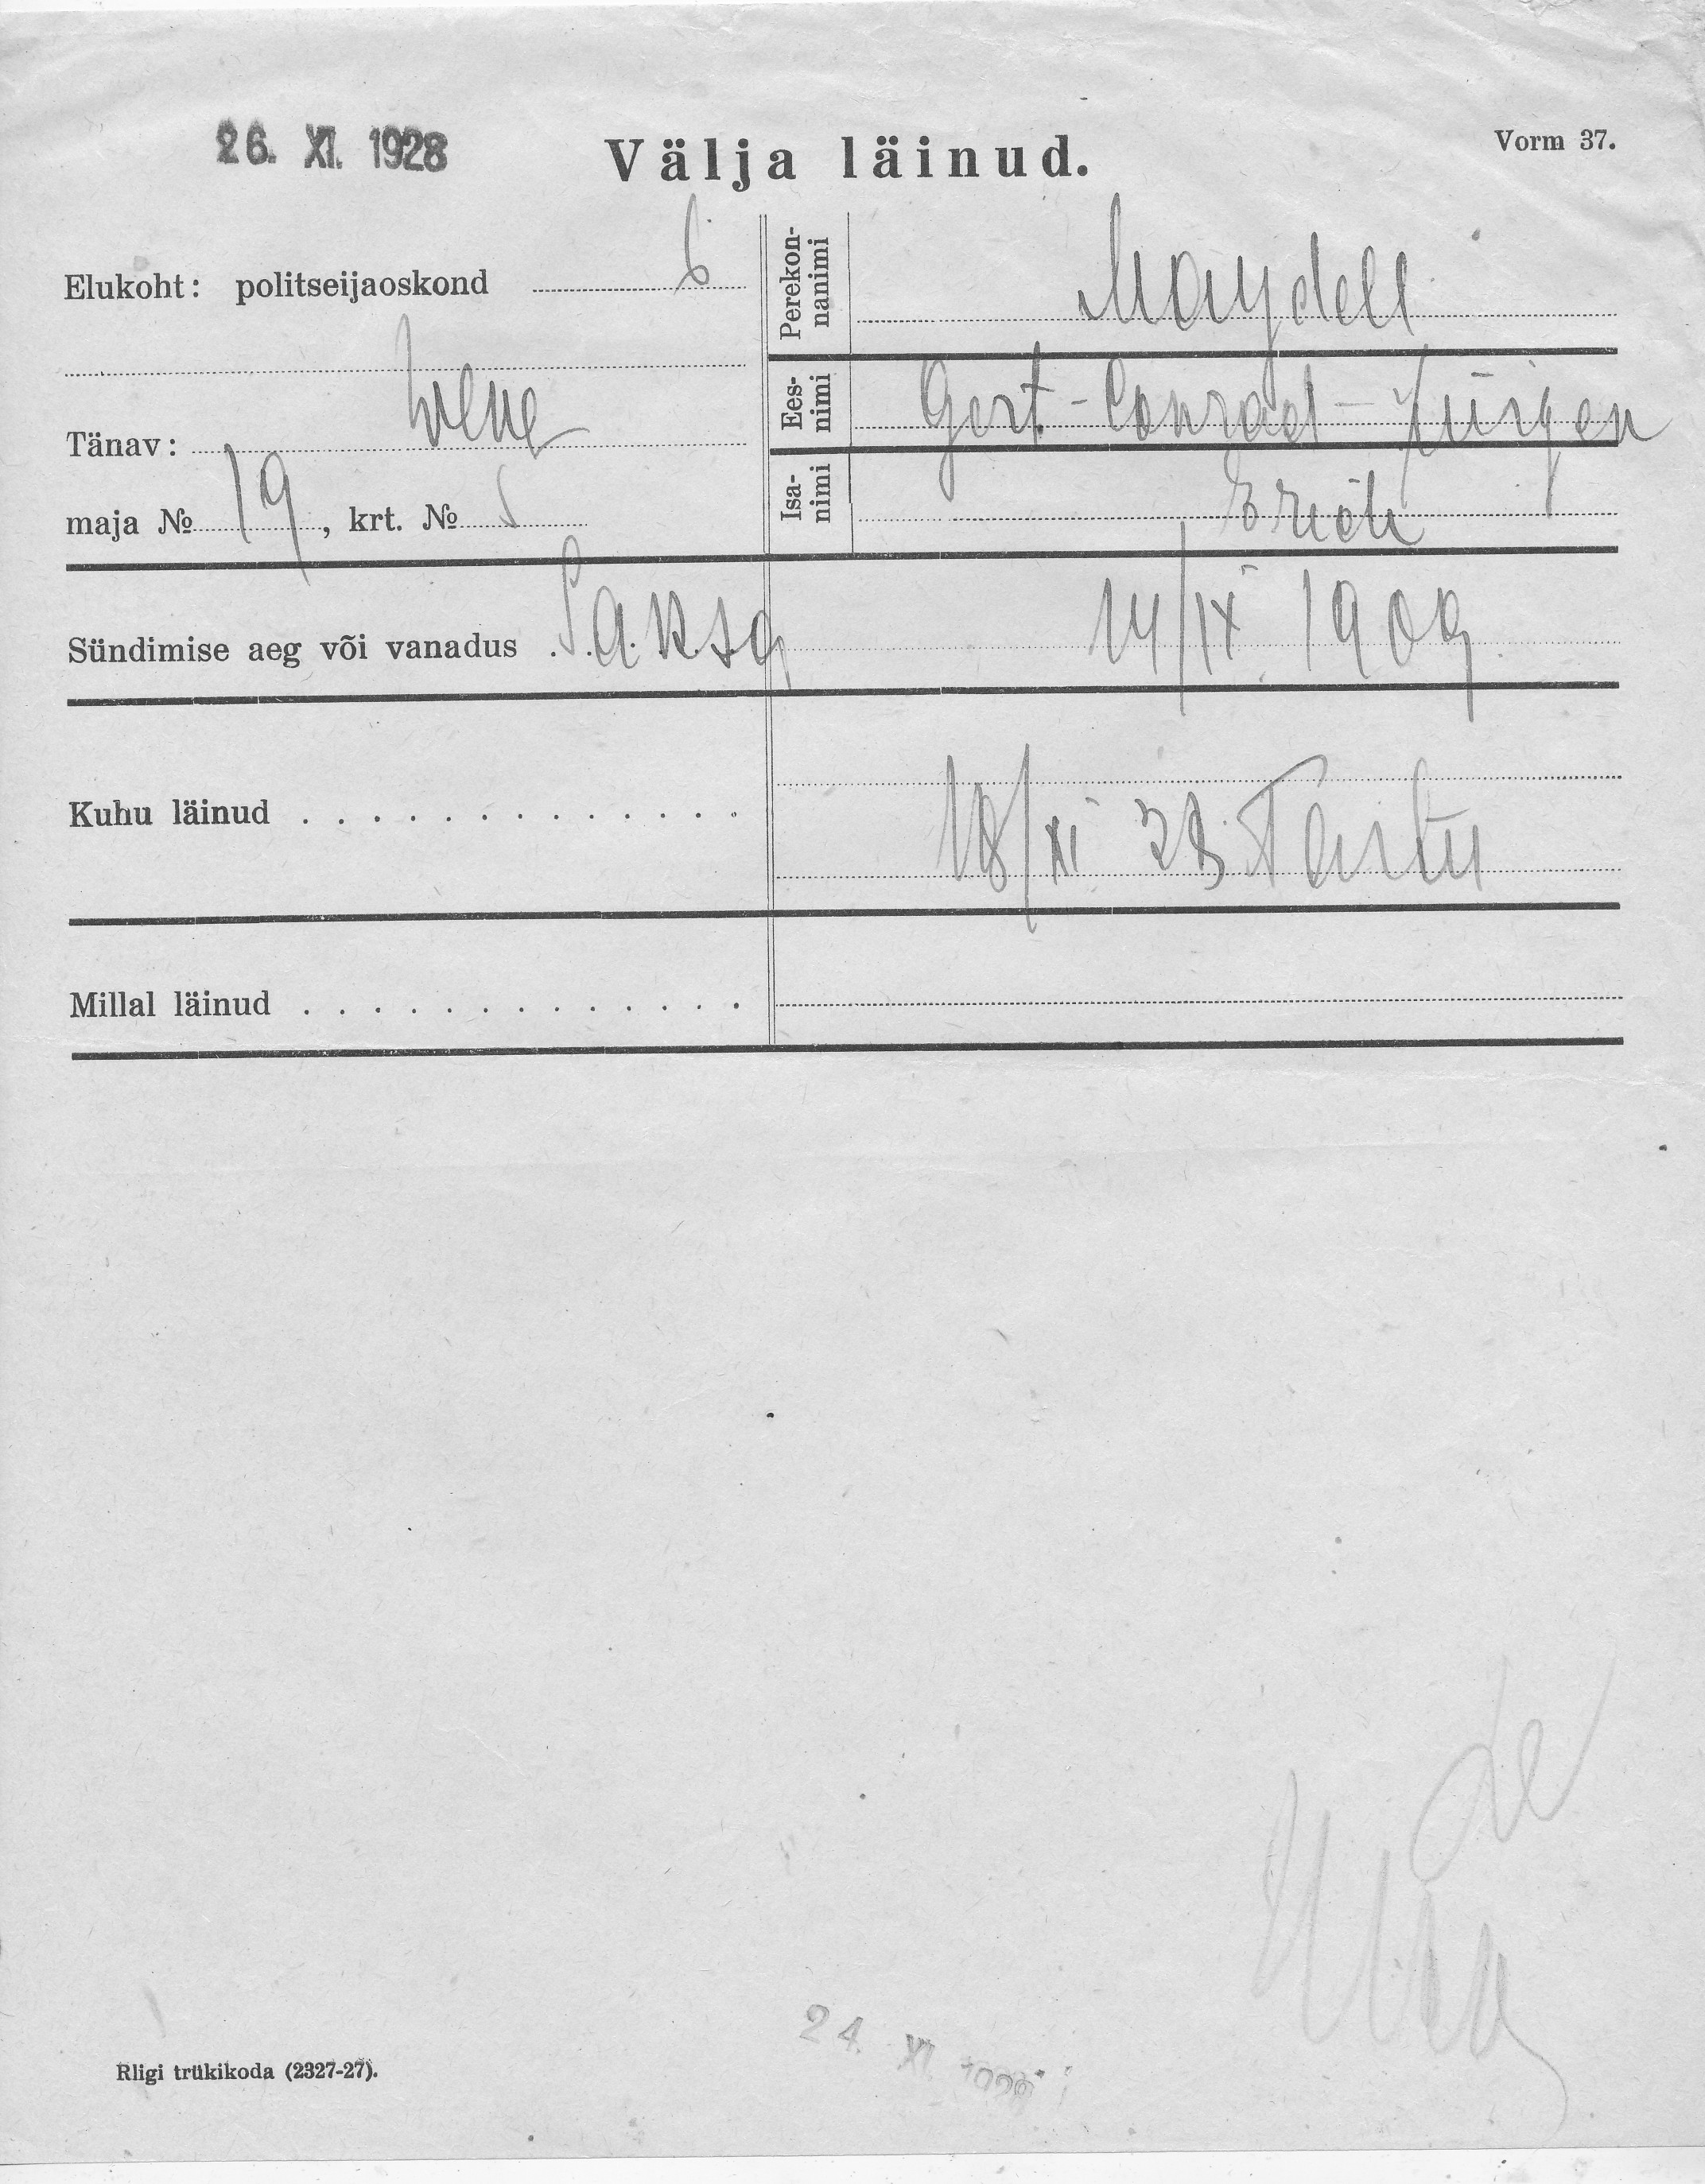 26. XI. 1928
Välja läinud.
Vorm 37.
Elukoht: politseijaoskond 6
Tänav: Wene
maja № 19, krt. № 5
Perekon-
nanimi
Maydell
Ees-
nimi
Gert-Conrad-Jürgen
Isa-
nimi
Erich
Sündimise aeg või vanadus . Saksa 14/IX 1909
Kuhu läinud . . . . . . . . . . . . . 18/XI 28. Tartu
Millal läinud . . . . . . . . . . . . .
24. XI. 1928
Riigi trükikoda (2327-27).